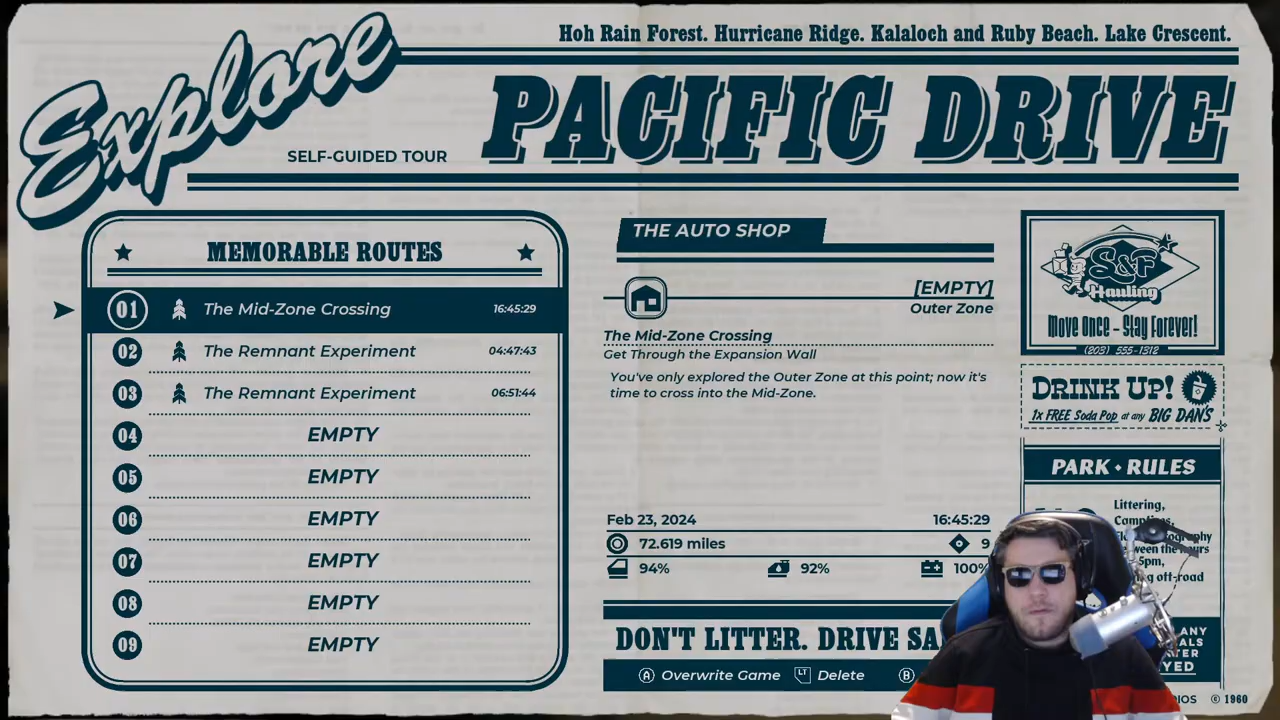 Explore
Hoh Rain Forest. Hurricane Ridge. Kalaloch and Ruby Beach. Lake Crescent.
SELF-GUIDED TOUR
PACIFIC DRIVE
MEMORABLE ROUTES
01 The Mid-Zone Crossing 16:45:29
02 The Remnant Experiment 04:47:43
03 The Remnant Experiment 06:51:44
04 EMPTY
05 EMPTY
06 EMPTY
07 EMPTY
08 EMPTY
09 EMPTY
THE AUTO SHOP
[EMPTY]
Outer Zone
The Mid-Zone Crossing
Get Through the Expansion Wall
You've only explored the Outer Zone at this point; now it's
time to cross into the Mid-Zone.
Feb 23, 2024 16:45:29
72.619 miles 9
94% 92% 100%
DON'T LITTER. DRIVE
A Overwrite Game LT Delete B
S&F
Hauling
Move Once - Stay Forever!
(203) 555-1312
DRINK UP!
1x FREE Soda Pop at any BIG DAN'S
PARK • RULES
Littering,
5pm,
off-road
ANY
© 1960